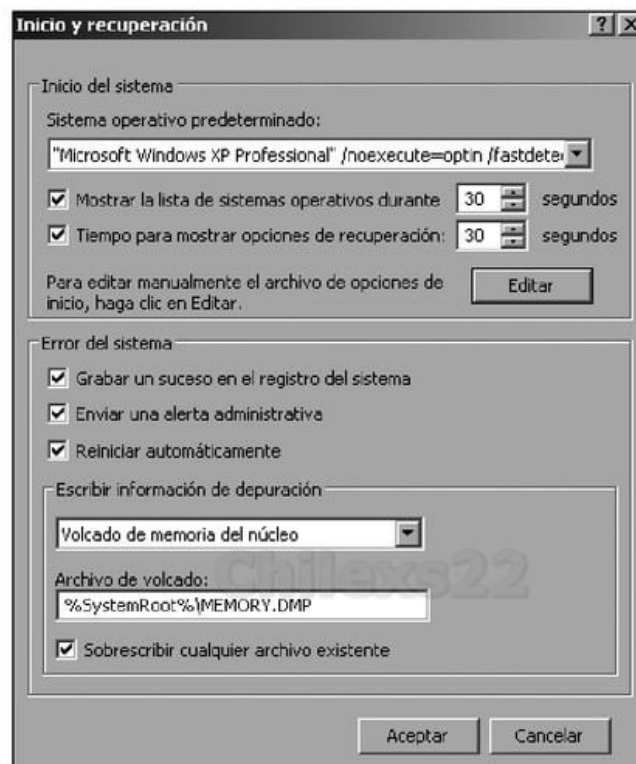 Inicio y recuperación
Inicio del sistema
Sistema operativo predeterminado:
"Microsoft Windows XP Professional" /noexecute=optin /fastdete
Mostrar la lista de sistemas operativos durante 30 segundos
Tiempo para mostrar opciones de recuperación: 30 segundos
Para editar manualmente el archivo de opciones de
inicio, haga clic en Editar.
Editar
Error del sistema
Grabar un suceso en el registro del sistema
Enviar una alerta administrativa
Reiniciar automáticamente
Escribir información de depuración
Volcado de memoria del núcleo
Chilexs22
Archivo de volcado:
%SystemRoot%\MEMORY.DMP
Sobrescribir cualquier archivo existente
Aceptar Cancelar